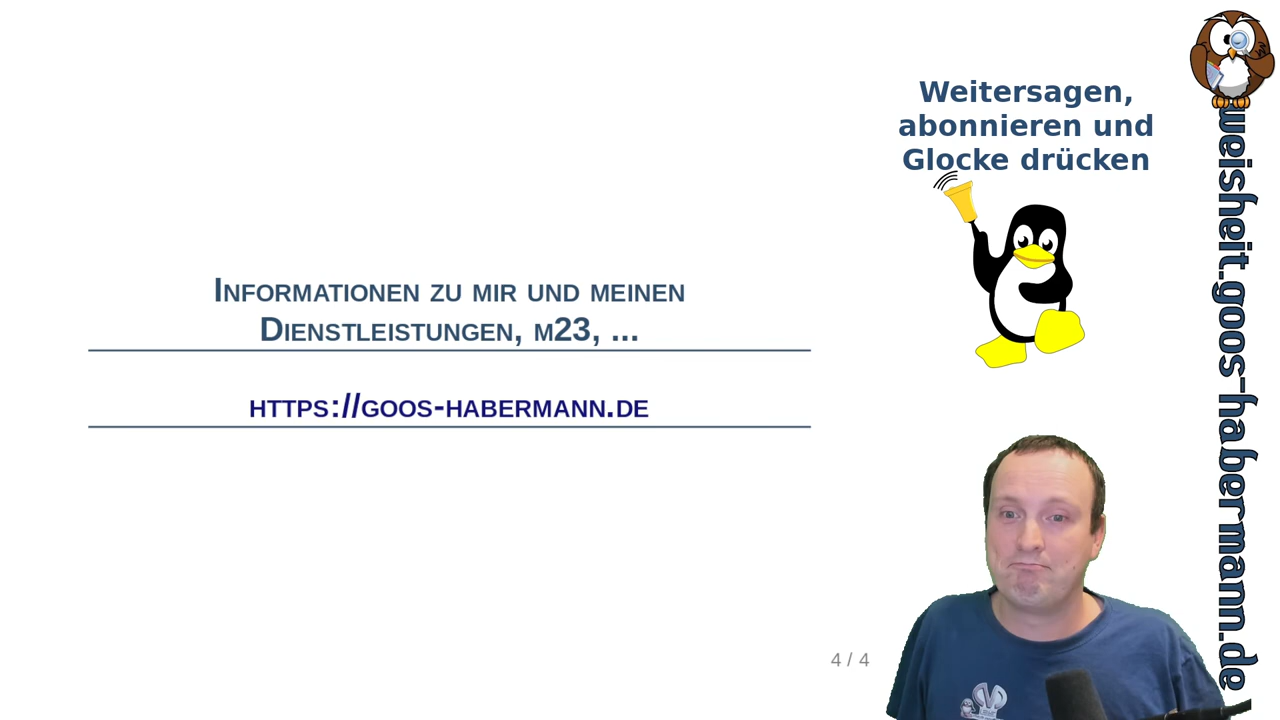 Weitersagen,
abonnieren und
Glocke drücken
Informationen zu mir und meinen
Dienstleistungen, m23, ...
https://goos-habermann.de
4 / 4
weisheit.goos-habermann.de